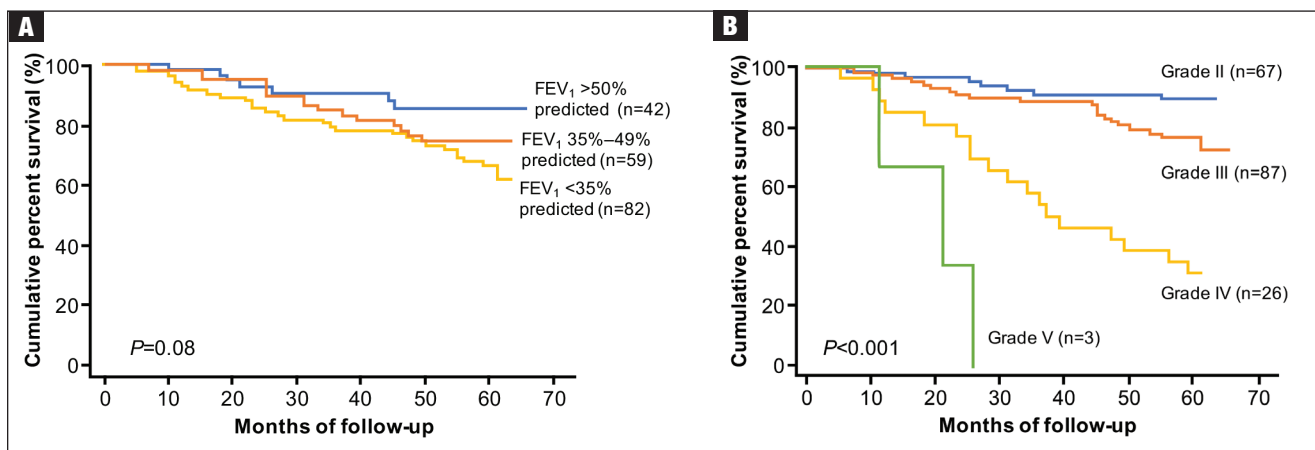 A
Cumulative percent survival (%)
100
80
60
40
20
0
0 10 20 30 40 50 60 70
Months of follow-up
FEV₁ >50%
predicted (n=42)
FEV₁ 35%–49%
predicted (n=59)
FEV₁ <35%
predicted (n=82)
P=0.08
B
Cumulative percent survival (%)
100
80
60
40
20
0
0 10 20 30 40 50 60 70
Months of follow-up
Grade II (n=67)
Grade III (n=87)
Grade IV (n=26)
Grade V (n=3)
P<0.001